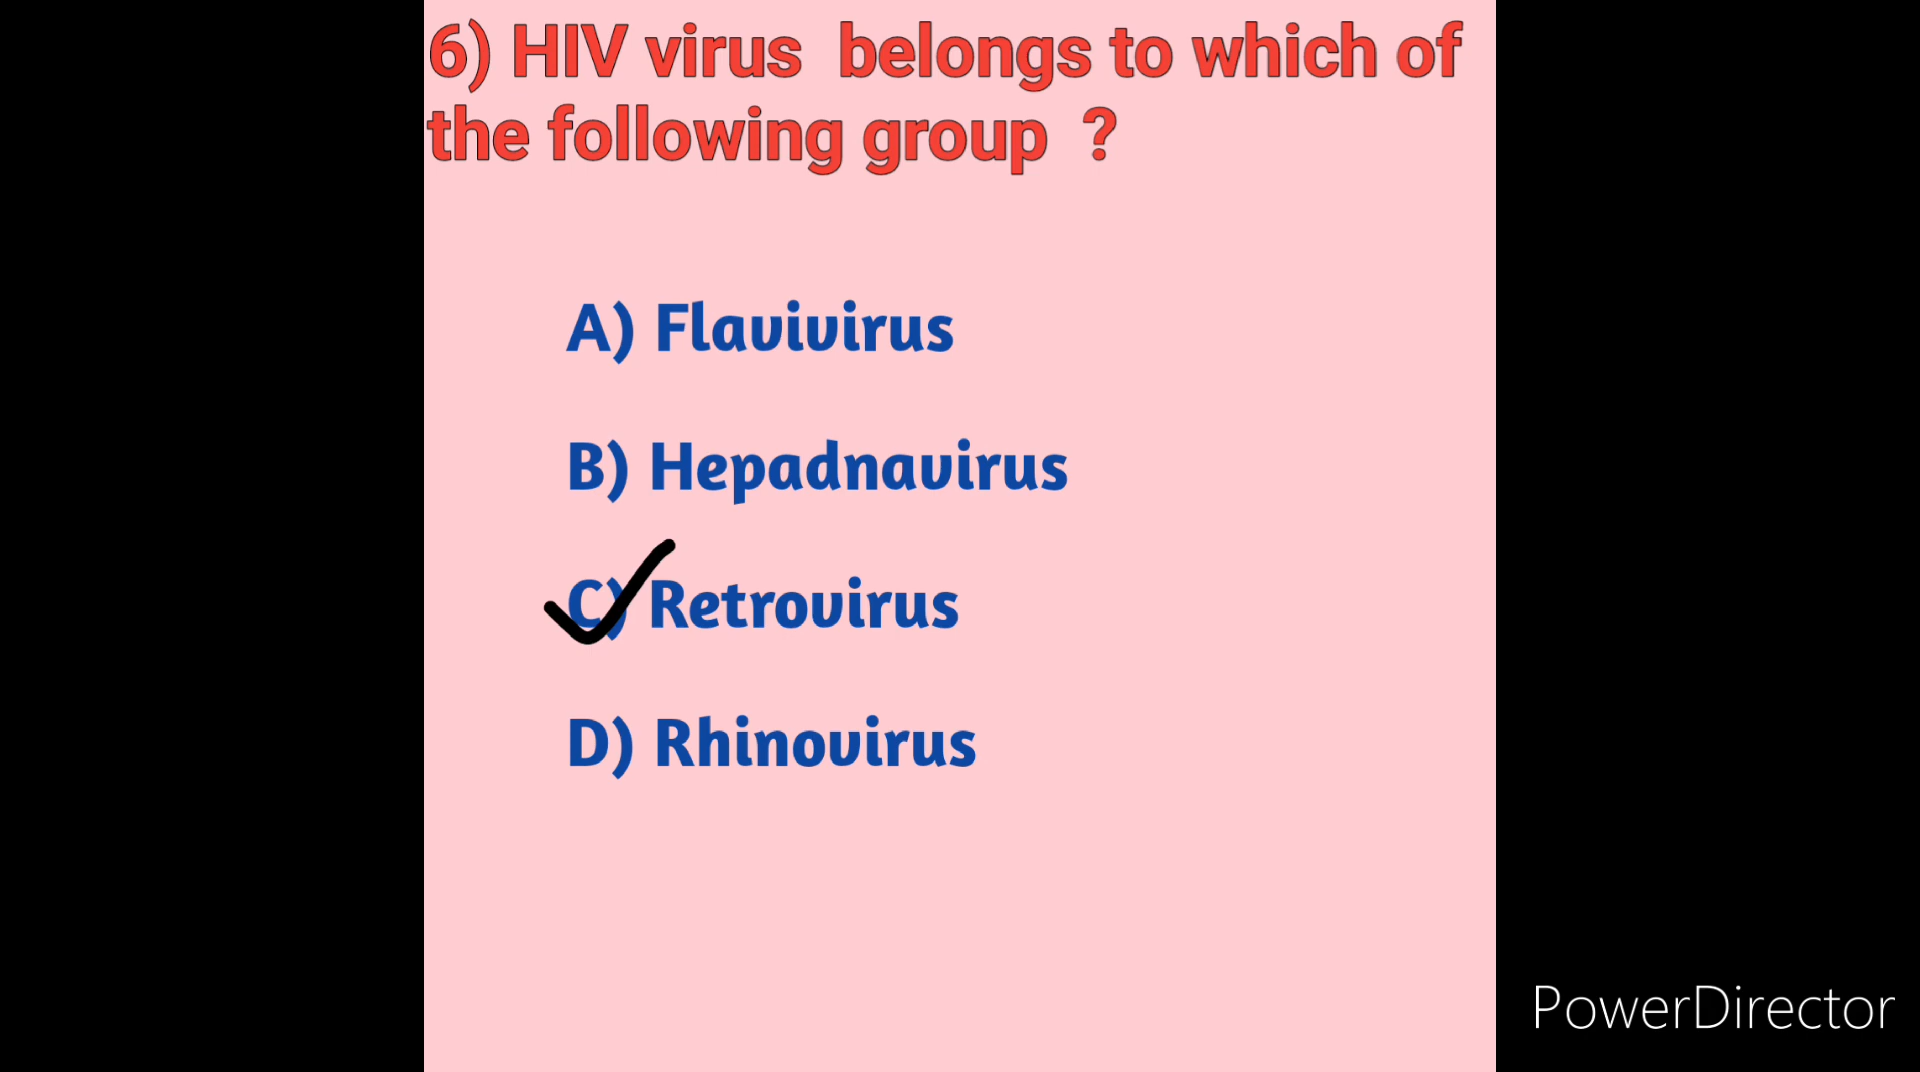 6) HIV virus belongs to which of
the following group ?
A) Flavivirus
B) Hepadnavirus
C) Retrovirus
D) Rhinovirus
PowerDirector